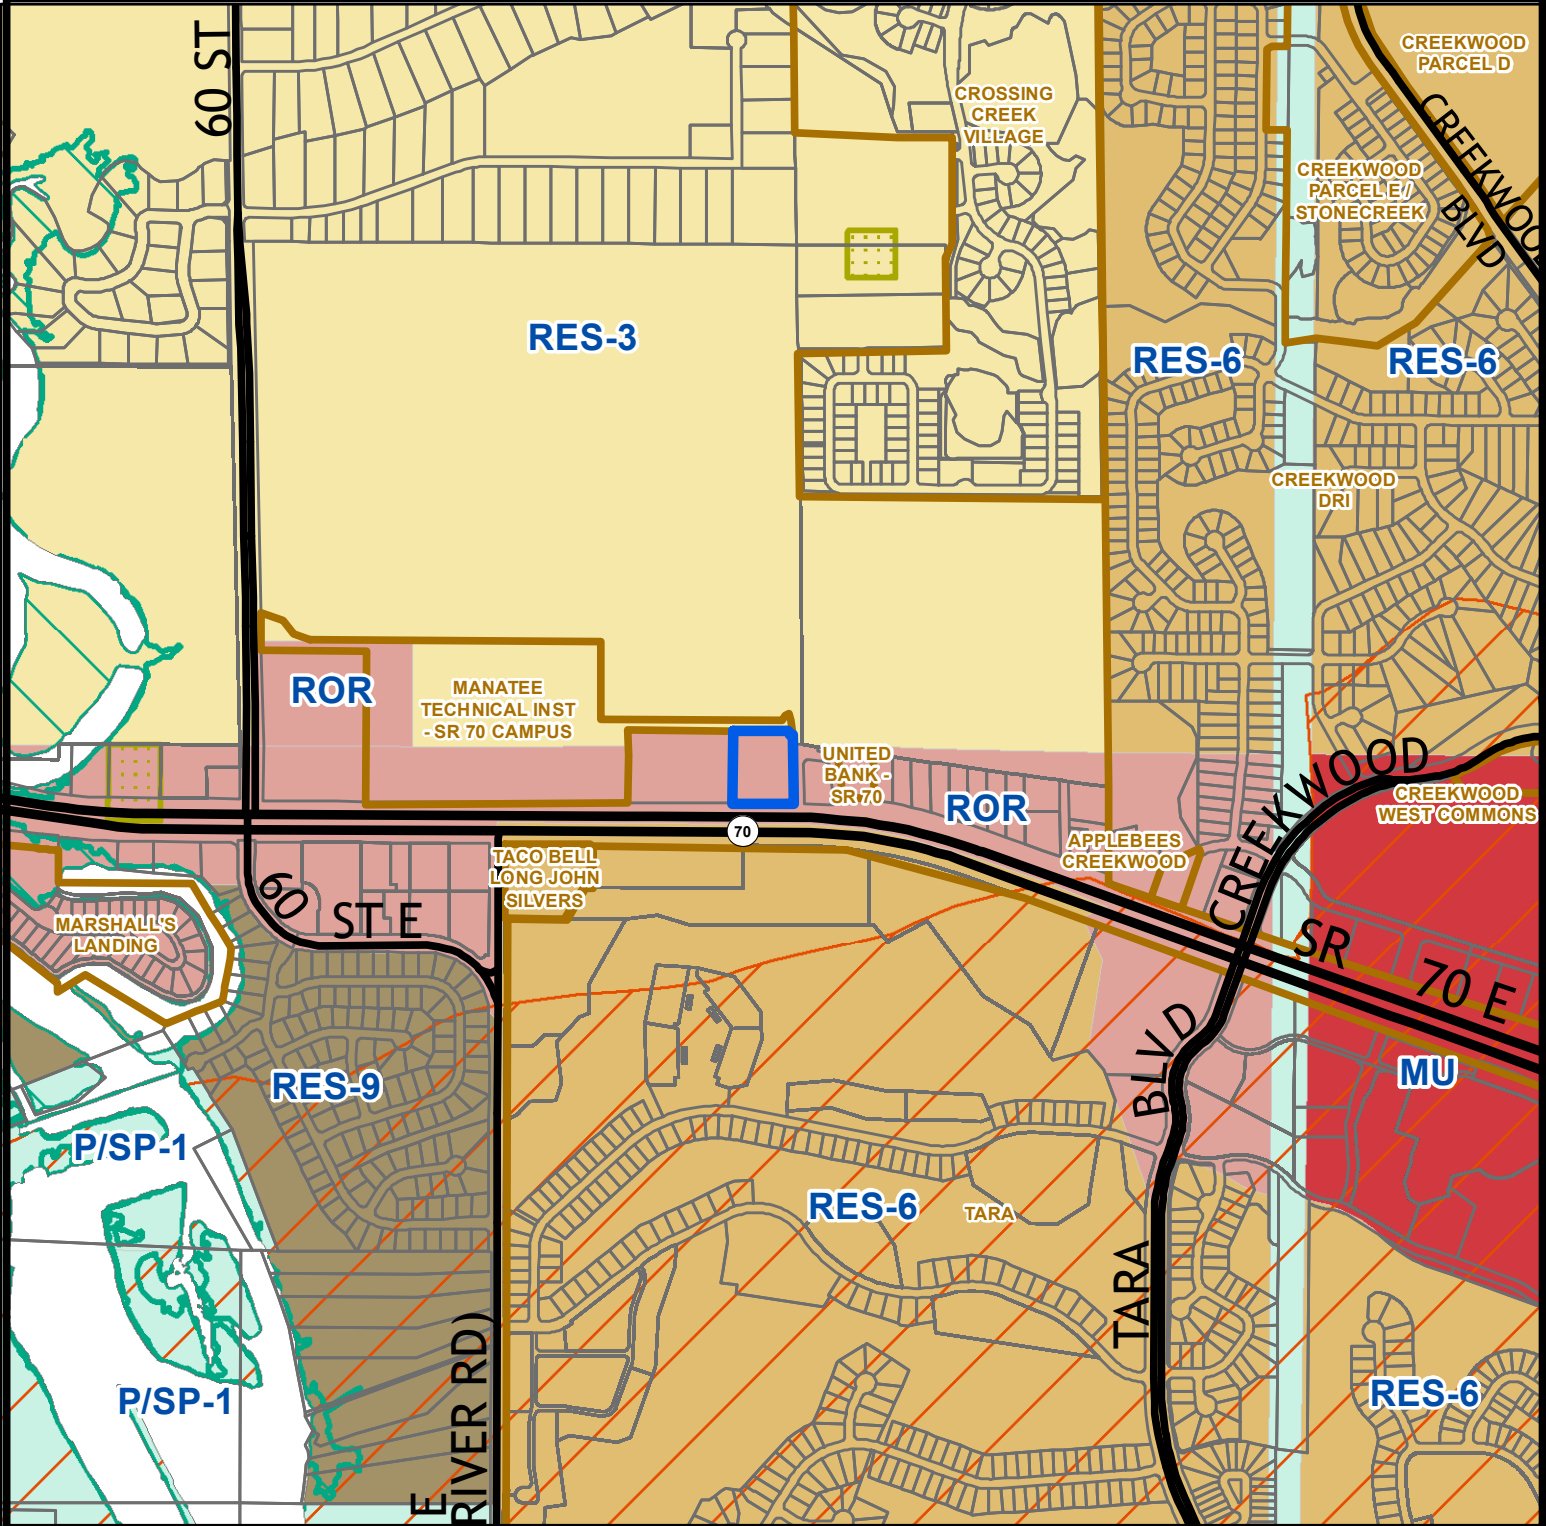 60 ST
CREEKWOOD
PARCEL D
CROSSING
CREEK
VILLAGE
CREEKWOOD
BLVD
CREEKWOOD
PARCEL E /
STONECREEK
RES-3
RES-6
RES-6
CREEKWOOD
DRI
ROR
MANATEE
TECHNICAL INST
- SR 70 CAMPUS
UNITED
BANK -
SR 70
ROR
CREEKWOOD
CREEKWOOD
WEST COMMONS
70
APPLEBEES
CREEKWOOD
TACO BELL
LONG JOHN
SILVERS
60 ST E
MARSHALL'S
LANDING
SR 70 E
BLVD
MU
RES-9
P/SP-1
RES-6
TARA
TARA
P/SP-1
RES-6
E
RIVER RD)